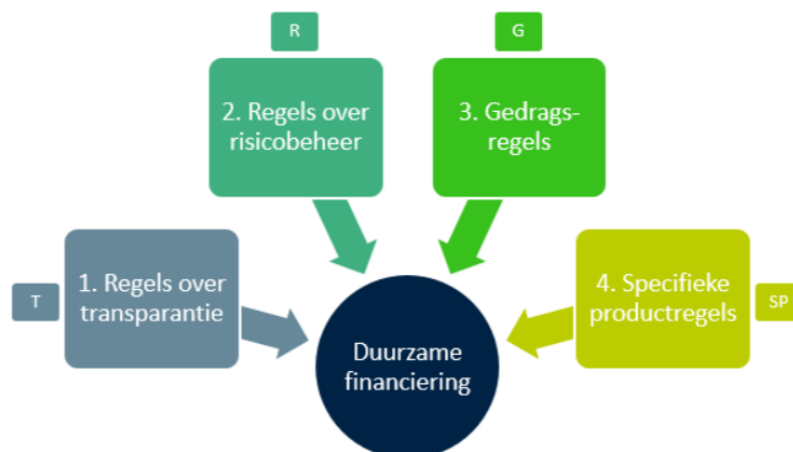 R
G
2. Regels over
risicobeheer
3. Gedrags-
regels
T
1. Regels over
transparantie
4. Specifieke
productregels
SP
Duurzame
financiering